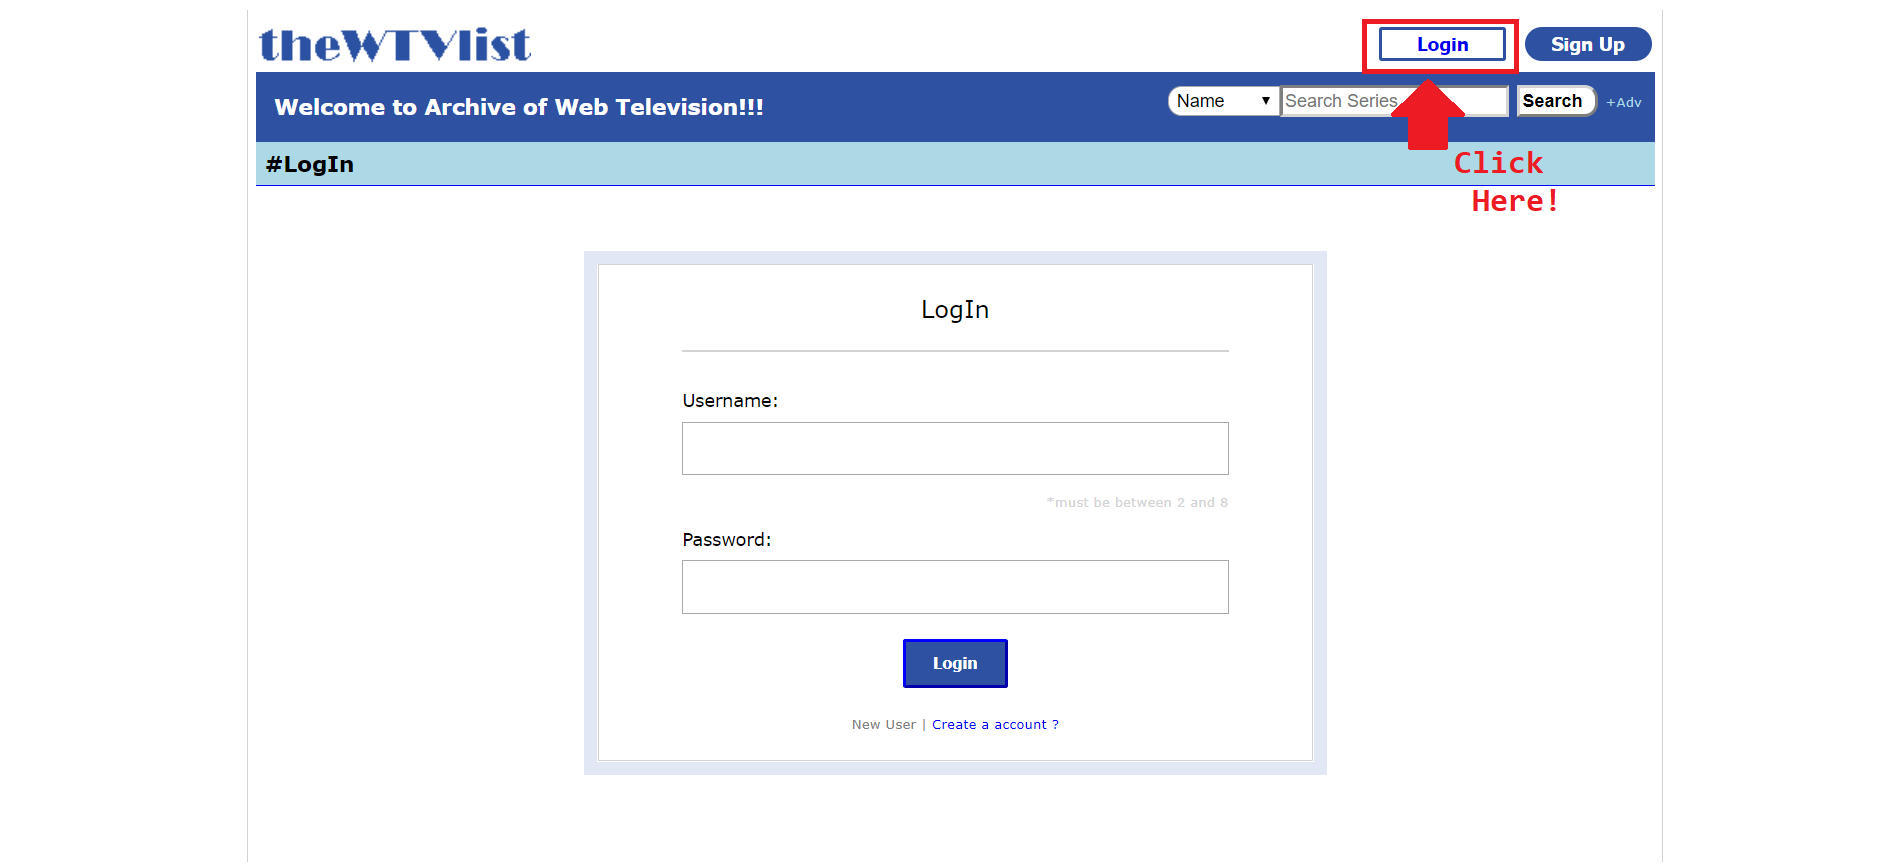 theWTVlist
Login
Sign Up
Welcome to Archive of Web Television!!!
Name
Search Series
Search
+Adv
#LogIn
Click
Here!
LogIn
Username:
*must be between 2 and 8
Password:
Login
New User | Create a account ?